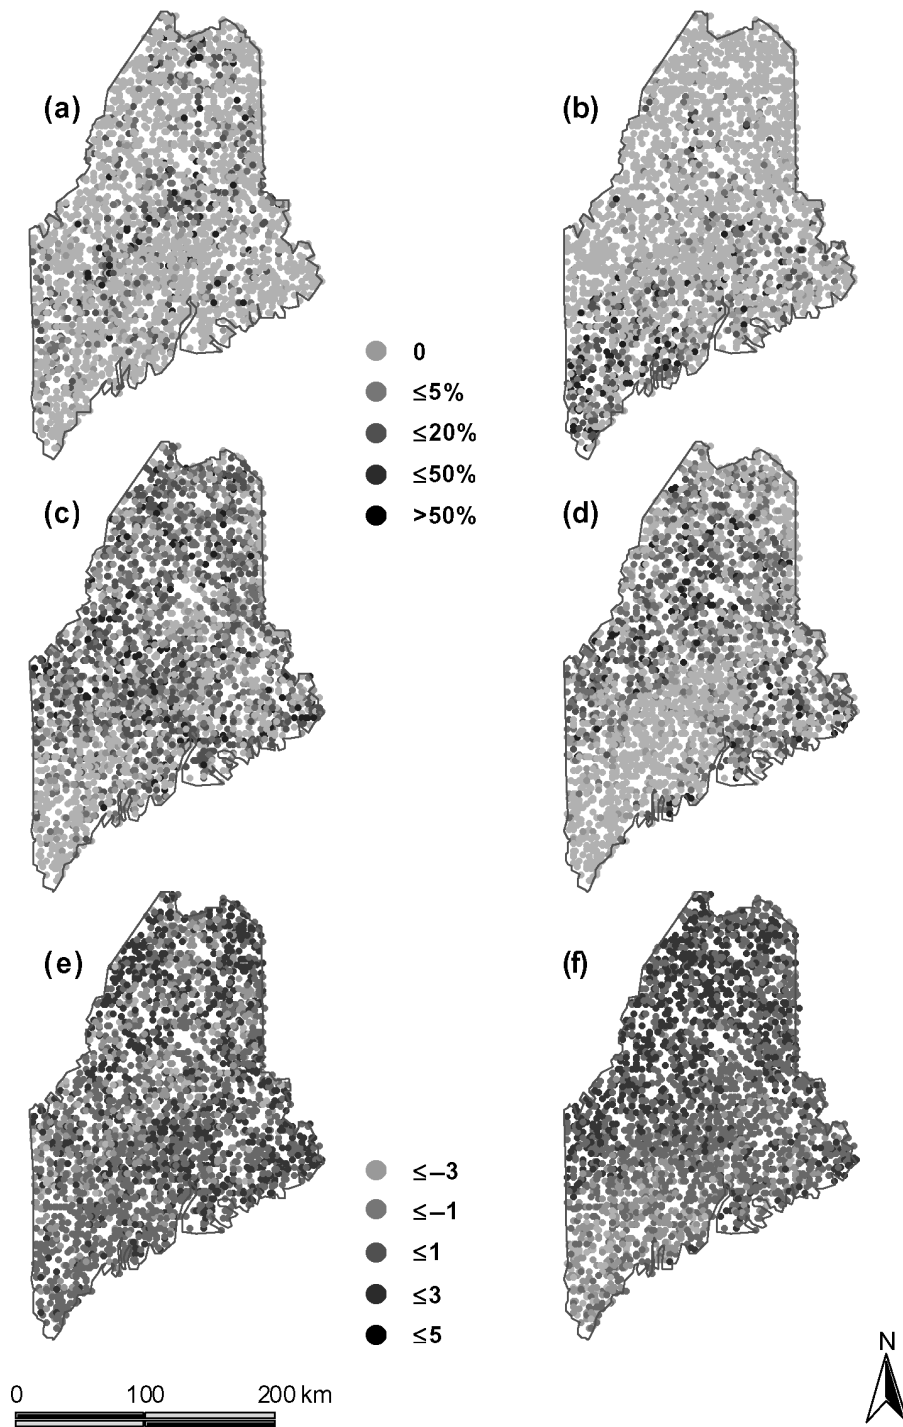 (a)
(b)
0
≤5%
≤20%
≤50%
>50%
(c)
(d)
(e)
(f)
≤–3
≤–1
≤1
≤3
≤5
N
0 100 200 km